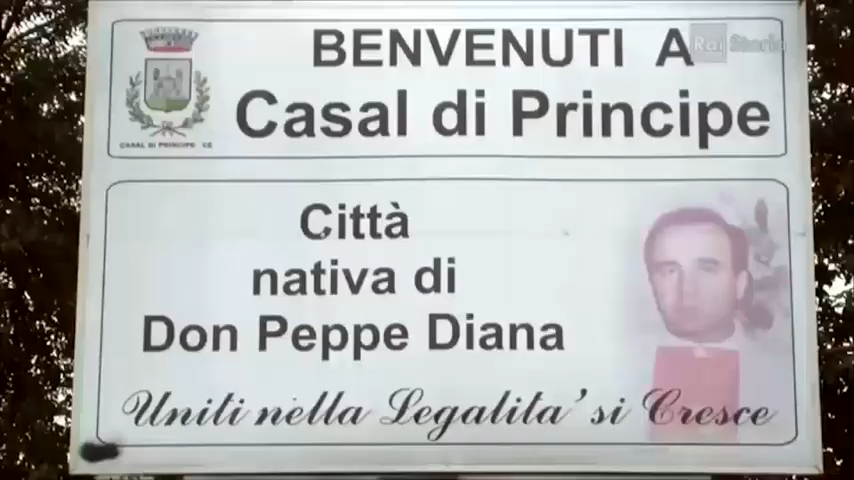 BENVENUTI A
Rai Storia
Casal di Principe
CASAL DI PRINCIPE CE
Città
nativa di
Don Peppe Diana
Uniti nella Legalita' si Cresce